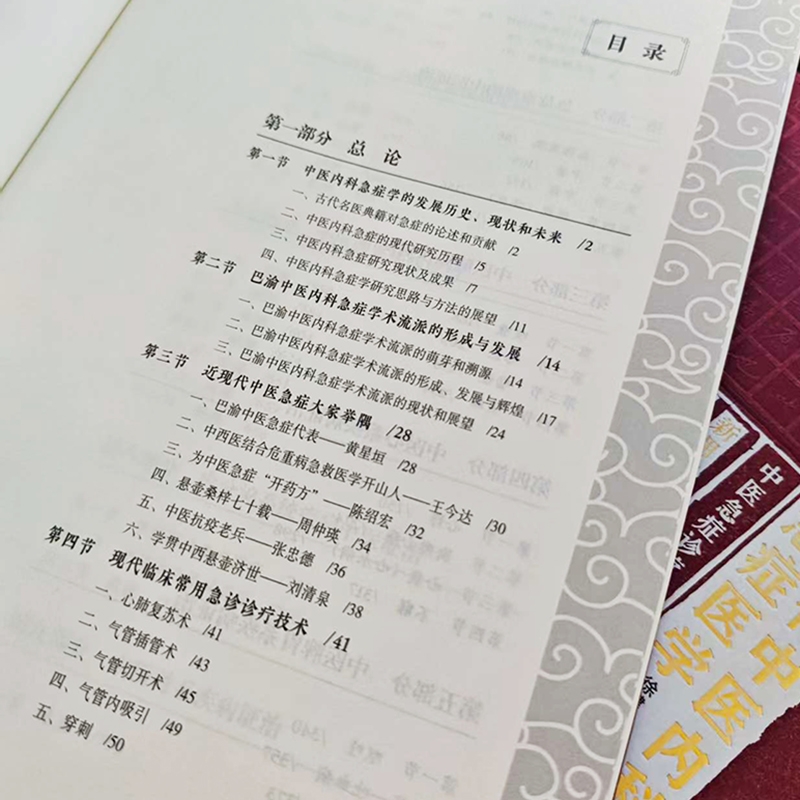 目录
第一部分 总论
第一节 中医内科急症学的发展历史、现状和未来 /2
一、古代名医典籍对急症的论述和贡献 /2
二、中医内科急症的现代研究历程 /5
三、中医内科急症研究现状及成果 /7
四、中医内科急症学研究思路与方法的展望 /11
第二节 巴渝中医内科急症学术流派的形成与发展 /14
一、巴渝中医内科急症学术流派的萌芽和溯源 /14
二、巴渝中医内科急症学术流派的形成、发展与辉煌 /17
三、巴渝中医内科急症学术流派的现状和展望 /24
第三节 近现代中医急症大家举隅 /28
一、巴渝中医急症代表——黄星垣 /28
二、中西医结合危重病急救医学开山人——王今达 /30
三、为中医急症“开药方”——陈绍宏 /32
四、悬壶桑梓七十载——周仲瑛 /34
五、中医抗疫老兵——张忠德 /36
六、学贯中西悬壶济世——刘清泉 /38
第四节 现代临床常用急诊诊疗技术 /41
一、心肺复苏术 /41
二、气管插管术 /43
三、气管切开术 /45
四、气管内吸引 /49
五、穿刺 /50
中医急症诊
症医学
中医内科